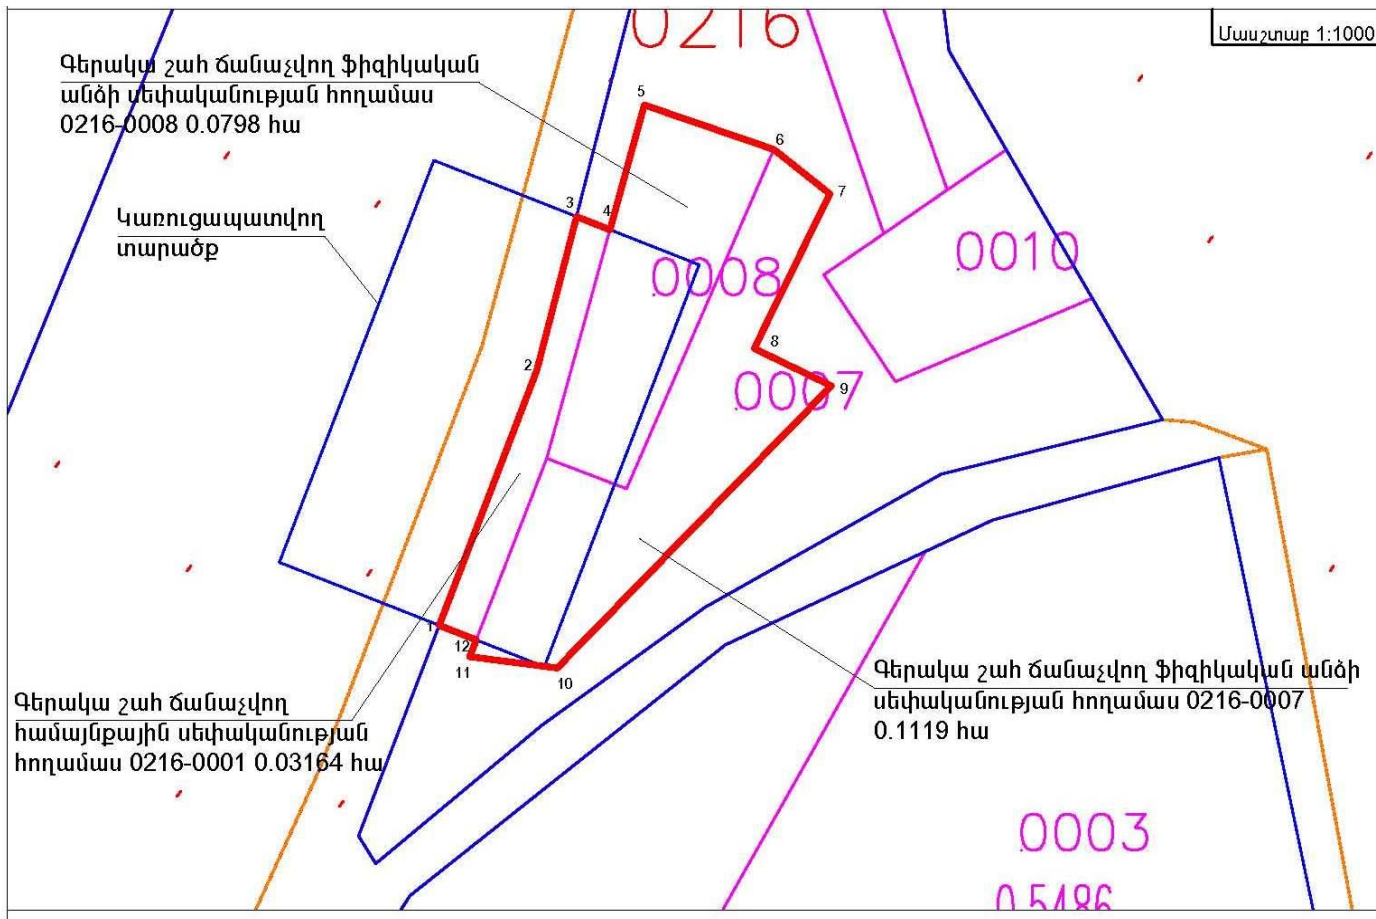 0216
Մասշտաբ 1:1000
Գերակա շահ ճանաչվող ֆիզիկական
անձի սեփականության հողամաս
0216-0008 0.0798 հա
Կառուցապատվող
տարածք
5
6
7
3
4
.0008
.0010
2
8
9
.0007
1
12
11
10
Գերակա շահ ճանաչվող ֆիզիկական անձի
սեփականության հողամաս 0216-0007
0.1119 հա
Գերակա շահ ճանաչվող
համայնքային սեփականության
հողամաս 0216-0001 0.03164 հա
.0003
0.5486